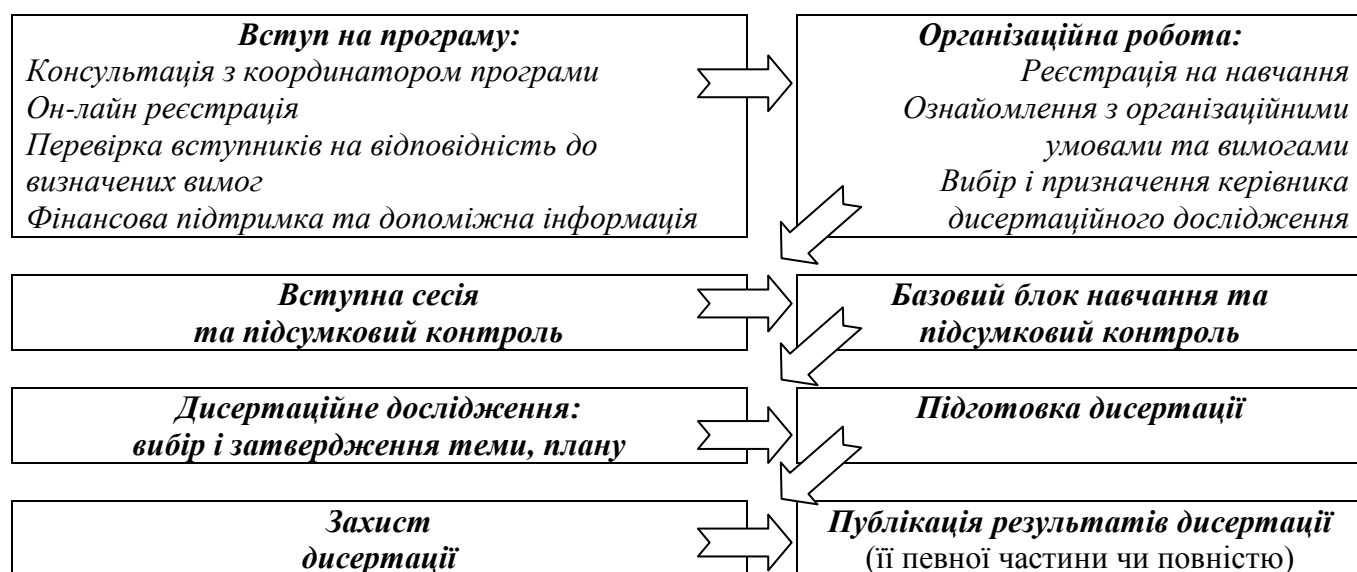 Вступ на програму:
Консультація з координатором програми
Он-лайн реєстрація
Перевірка вступників на відповідність до
визначених вимог
Фінансова підтримка та допоміжна інформація
Організаційна робота:
Реєстрація на навчання
Ознайомлення з організаційними
умовами та вимогами
Вибір і призначення керівника
дисертаційного дослідження
Вступна сесія
та підсумковий контроль
Базовий блок навчання та
підсумковий контроль
Дисертаційне дослідження:
вибір і затвердження теми, плану
Підготовка дисертації
Захист
дисертації
Публікація результатів дисертації
(її певної частини чи повністю)